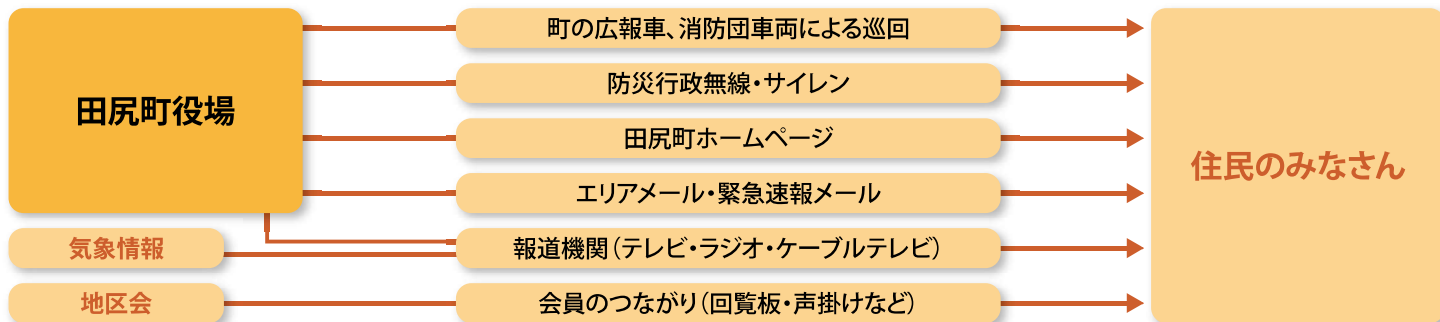 田尻町役場
町の広報車、消防団車両による巡回
防災行政無線・サイレン
田尻町ホームページ
エリアメール・緊急速報メール
気象情報
報道機関（テレビ・ラジオ・ケーブルテレビ）
地区会
会員のつながり（回覧板・声掛けなど）
住民のみなさん